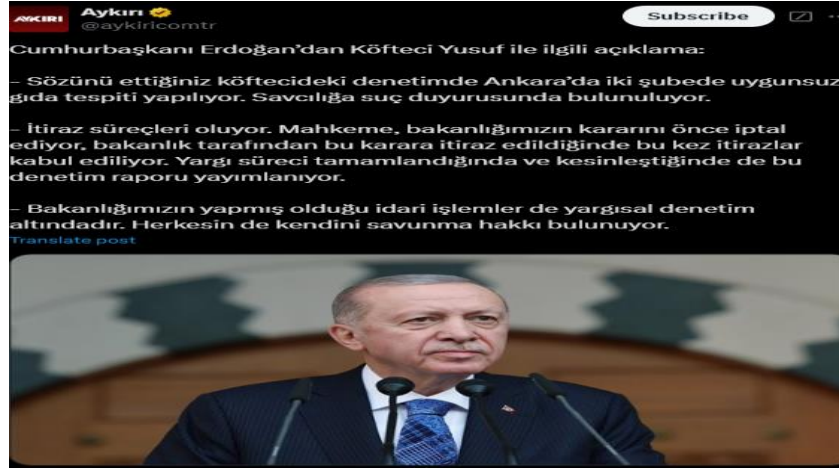 AYKIRI
Aykırı
Subscribe
@aykiricomtr
Cumhurbaşkanı Erdoğan’dan Köfteci Yusuf ile ilgili açıklama:
– Sözünü ettiğiniz köftecideki denetimde Ankara’da iki şubede uygunsuz
gıda tespiti yapılıyor. Savcılığa suç duyurusunda bulunuluyor.
– İtiraz süreçleri oluyor. Mahkeme, bakanlığımızın kararını önce iptal
ediyor, bakanlık tarafından bu karara itiraz edildiğinde bu kez itirazlar
kabul ediliyor. Yargı süreci tamamlandığında ve kesinleştiğinde de bu
denetim raporu yayımlanıyor.
– Bakanlığımızın yapmış olduğu idari işlemler de yargısal denetim
altındadır. Herkesin de kendini savunma hakkı bulunuyor.
Translate post